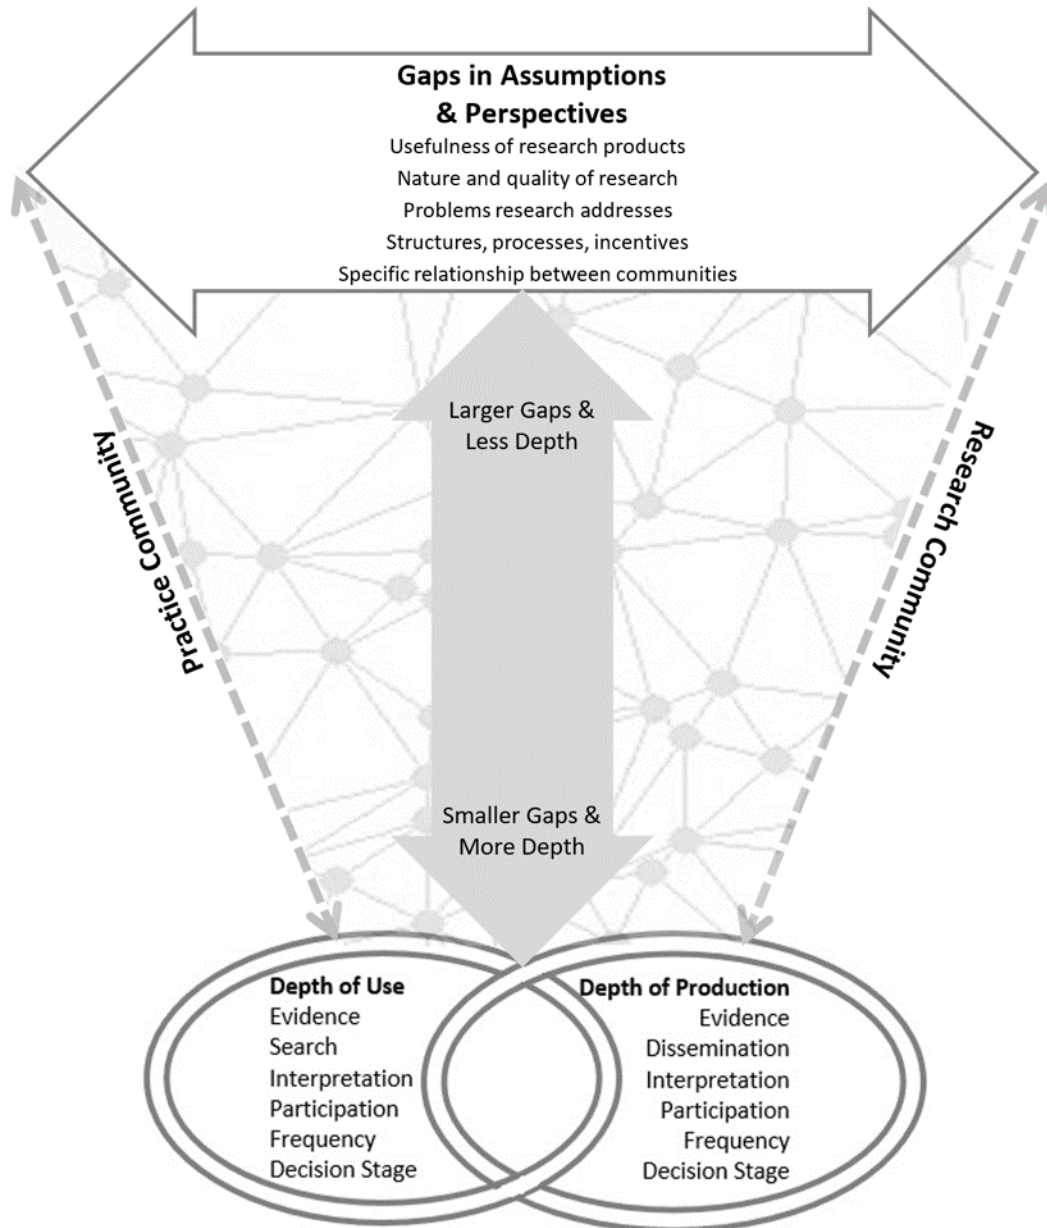 Gaps in Assumptions
& Perspectives
Usefulness of research products
Nature and quality of research
Problems research addresses
Structures, processes, incentives
Specific relationship between communities
Larger Gaps &
Less Depth
Practice Community
Research Community
Smaller Gaps &
More Depth
Depth of Use
Evidence
Search
Interpretation
Participation
Frequency
Decision Stage
Depth of Production
Evidence
Dissemination
Interpretation
Participation
Frequency
Decision Stage